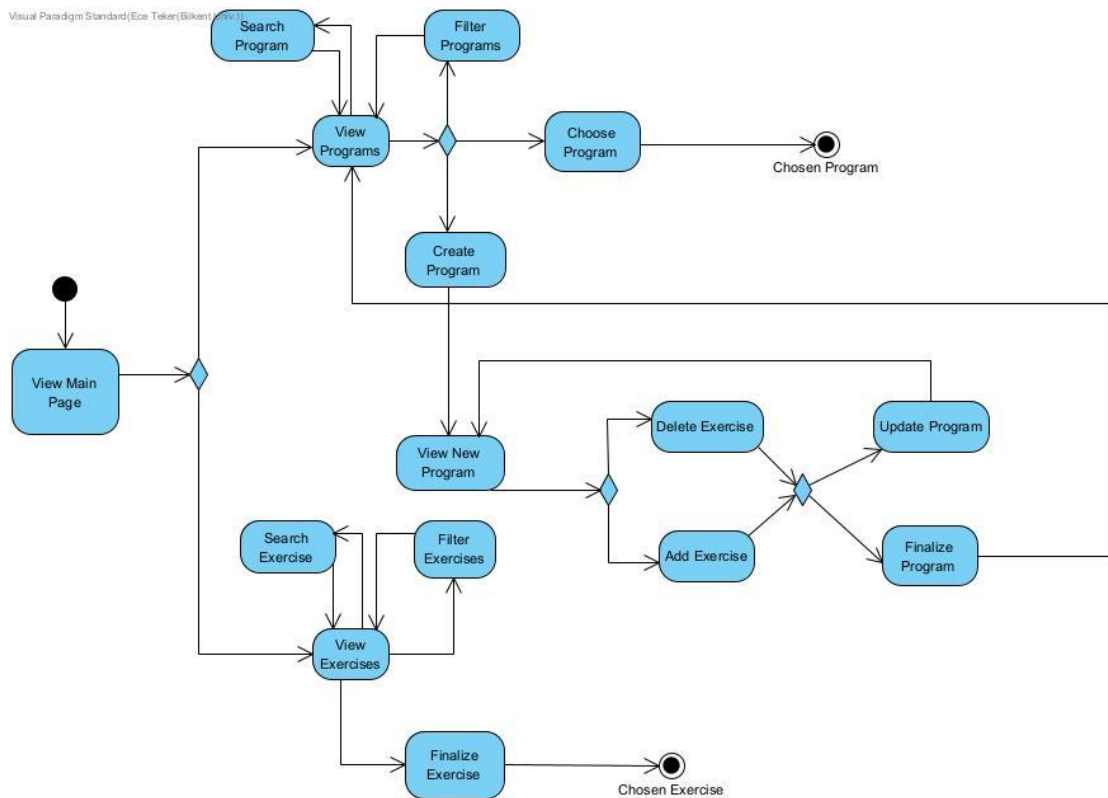 Visual Paradigm Standard(Ece Teker(Bilkent Univ.))
Search
Program
Filter
Programs
View
Programs
Choose
Program
Chosen Program
Create
Program
View Main
Page
Delete Exercise
Update Program
View New
Program
Search
Exercise
Filter
Exercises
Add Exercise
Finalize
Program
View
Exercises
Finalize
Exercise
Chosen Exercise